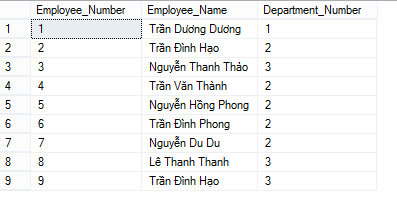 Employee_Number Employee_Name Department_Number
1 1 Trần Dương Dương 1
2 2 Trần Đình Hạo 2
3 3 Nguyễn Thanh Thảo 3
4 4 Trần Văn Thành 2
5 5 Nguyễn Hồng Phong 2
6 6 Trần Đình Phong 2
7 7 Nguyễn Du Du 2
8 8 Lê Thanh Thanh 3
9 9 Trần Đình Hạo 3